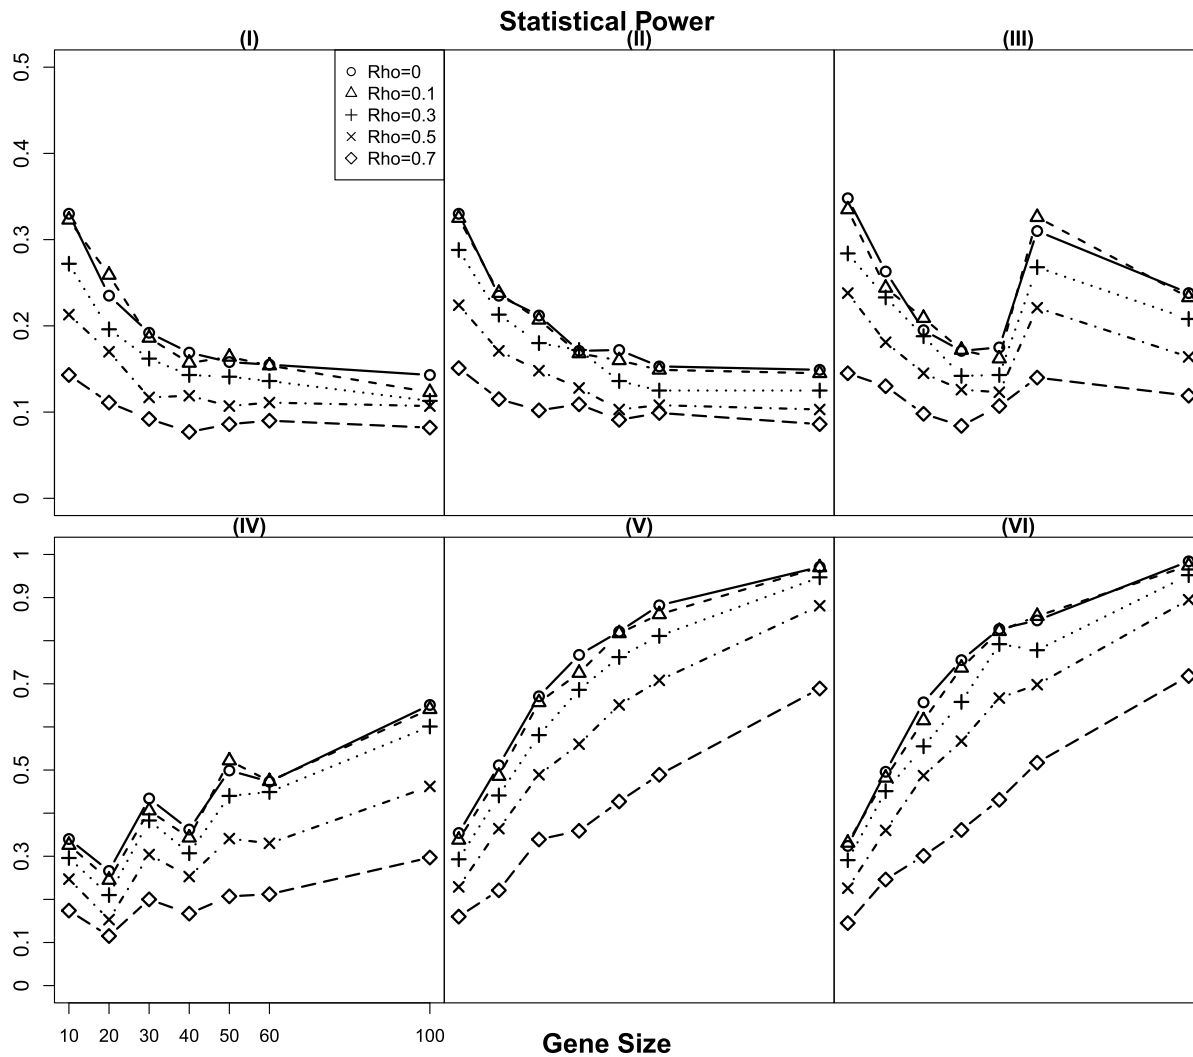 Statistical Power
(I)
(II)
(III)
0.5
0.4
0.3
0.2
0.1
0
Rho=0
Rho=0.1
Rho=0.3
Rho=0.5
Rho=0.7
(IV)
(V)
(VI)
1
0.9
0.7
0.5
0.3
0.1
0
10 20 30 40 50 60 100
Gene Size